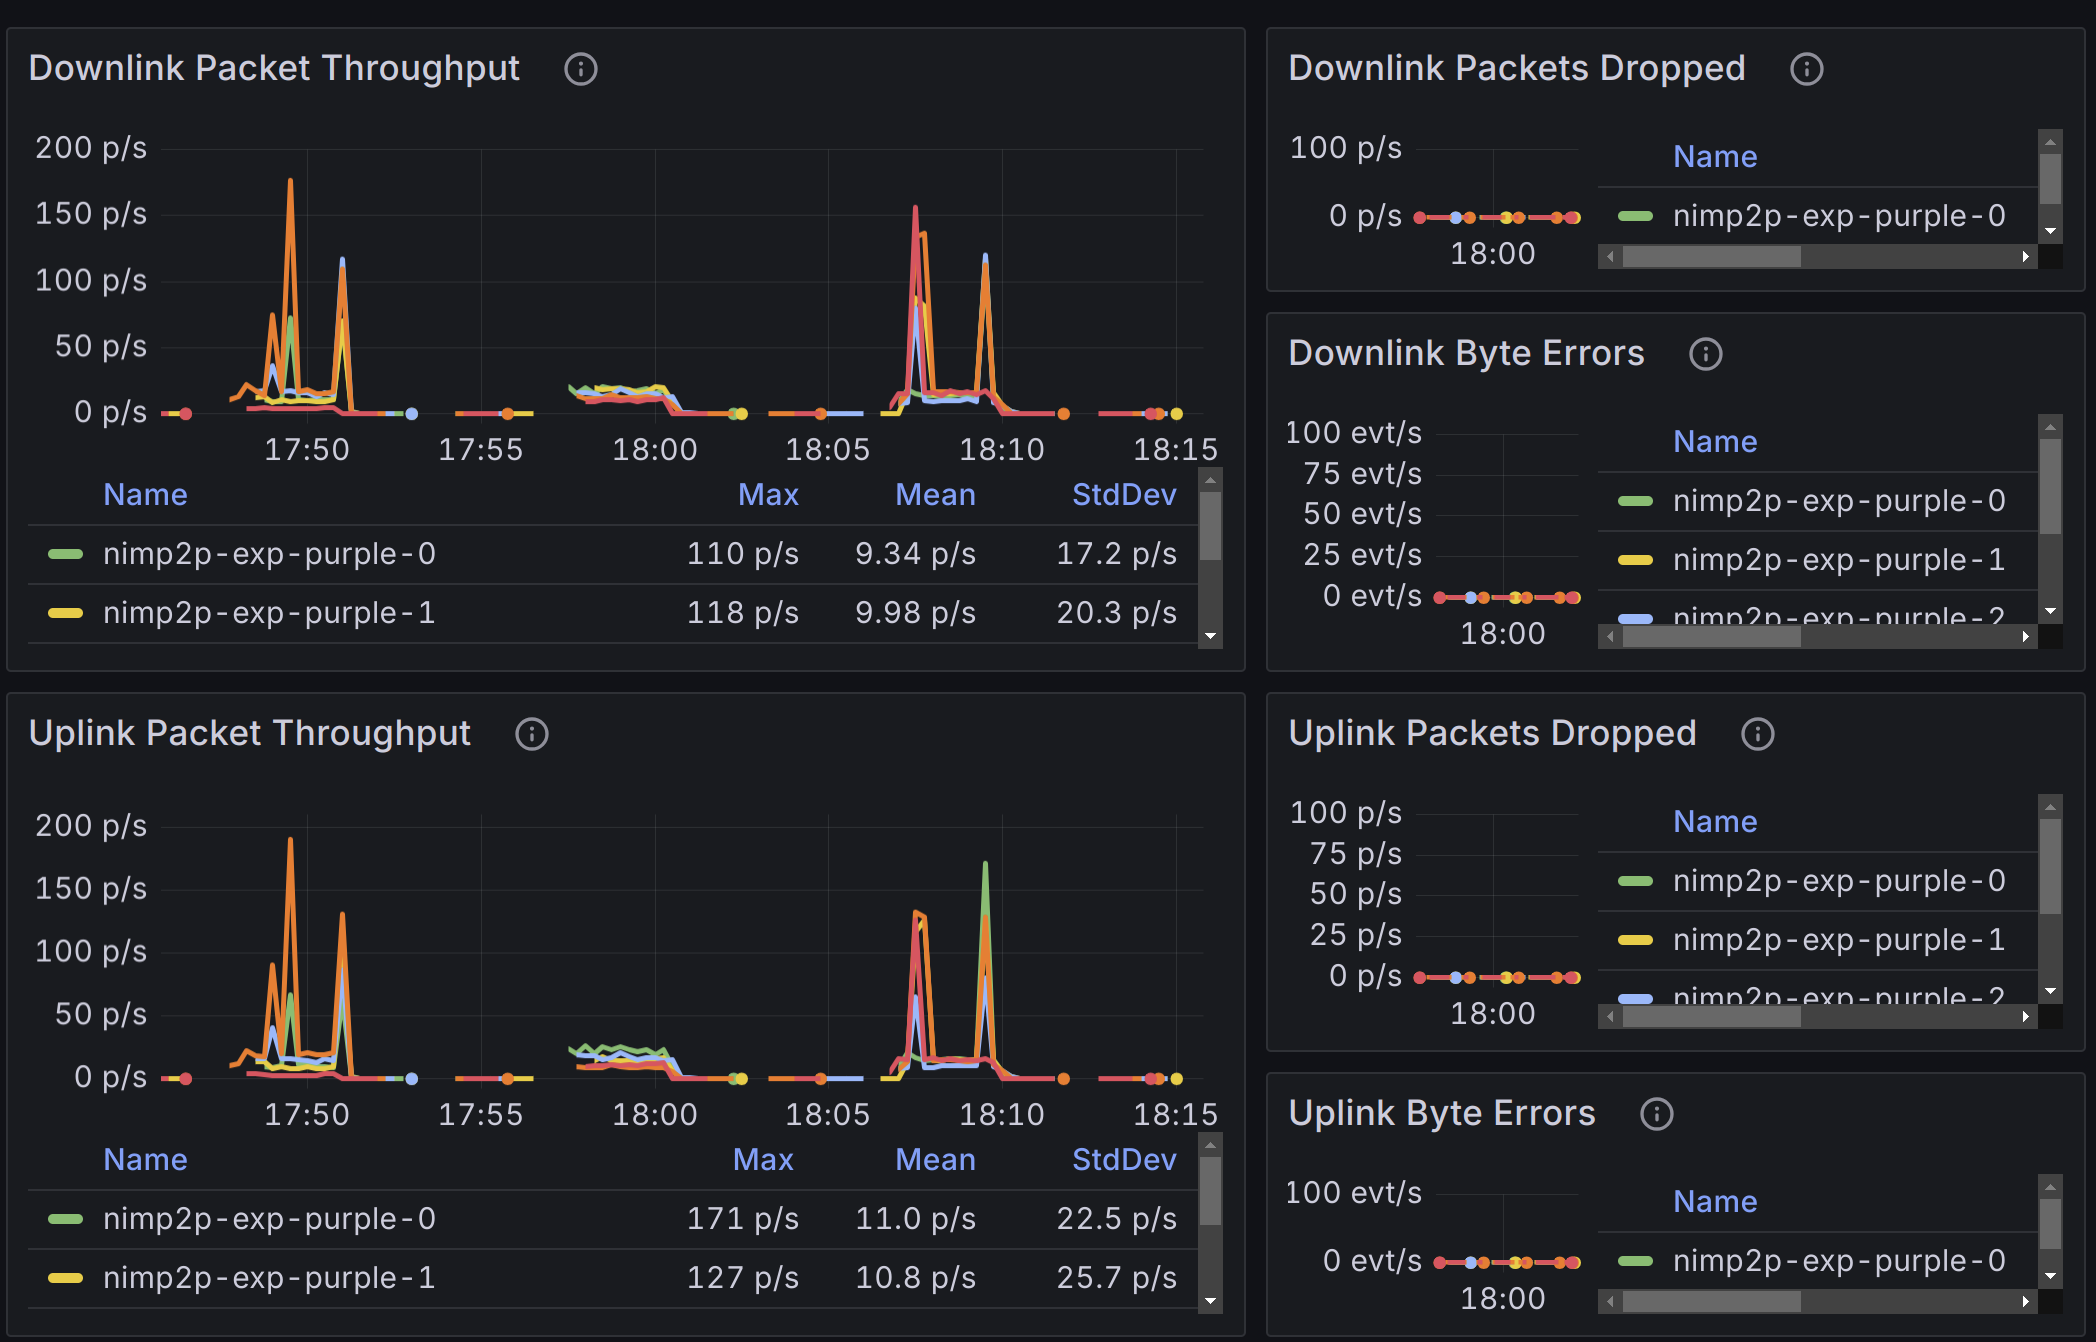 Downlink Packet Throughput
200 p/s
150 p/s
100 p/s
50 p/s
0 p/s
17:50 17:55 18:00 18:05 18:10 18:15
Name Max Mean StdDev
nimp2p-exp-purple-0 110 p/s 9.34 p/s 17.2 p/s
nimp2p-exp-purple-1 118 p/s 9.98 p/s 20.3 p/s
Downlink Packets Dropped
100 p/s
0 p/s
18:00
Name
nimp2p-exp-purple-0
Downlink Byte Errors
100 evt/s
75 evt/s
50 evt/s
25 evt/s
0 evt/s
18:00
Name
nimp2p-exp-purple-0
nimp2p-exp-purple-1
nimp2p-exp-purple-2
Uplink Packet Throughput
200 p/s
150 p/s
100 p/s
50 p/s
0 p/s
17:50 17:55 18:00 18:05 18:10 18:15
Name Max Mean StdDev
nimp2p-exp-purple-0 171 p/s 11.0 p/s 22.5 p/s
nimp2p-exp-purple-1 127 p/s 10.8 p/s 25.7 p/s
Uplink Packets Dropped
100 p/s
75 p/s
50 p/s
25 p/s
0 p/s
18:00
Name
nimp2p-exp-purple-0
nimp2p-exp-purple-1
nimp2p-exp-purple-2
Uplink Byte Errors
100 evt/s
0 evt/s
18:00
Name
nimp2p-exp-purple-0